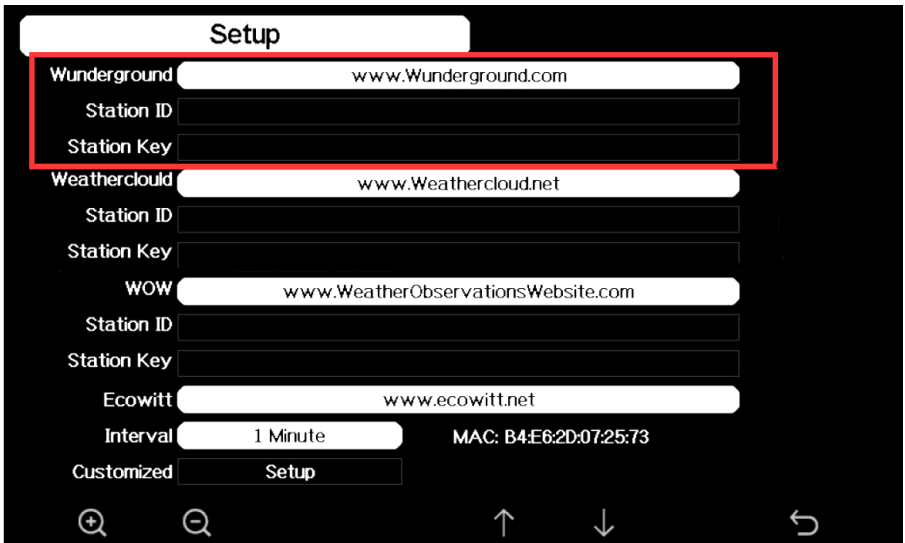 Setup
Wunderground www.Wunderground.com
Station ID
Station Key
Weatherclould www.Weathercloud.net
Station ID
Station Key
WOW www.WeatherObservationsWebsite.com
Station ID
Station Key
Ecowitt www.ecowitt.net
Interval 1 Minute MAC: B4:E6:2D:07:25:73
Customized Setup